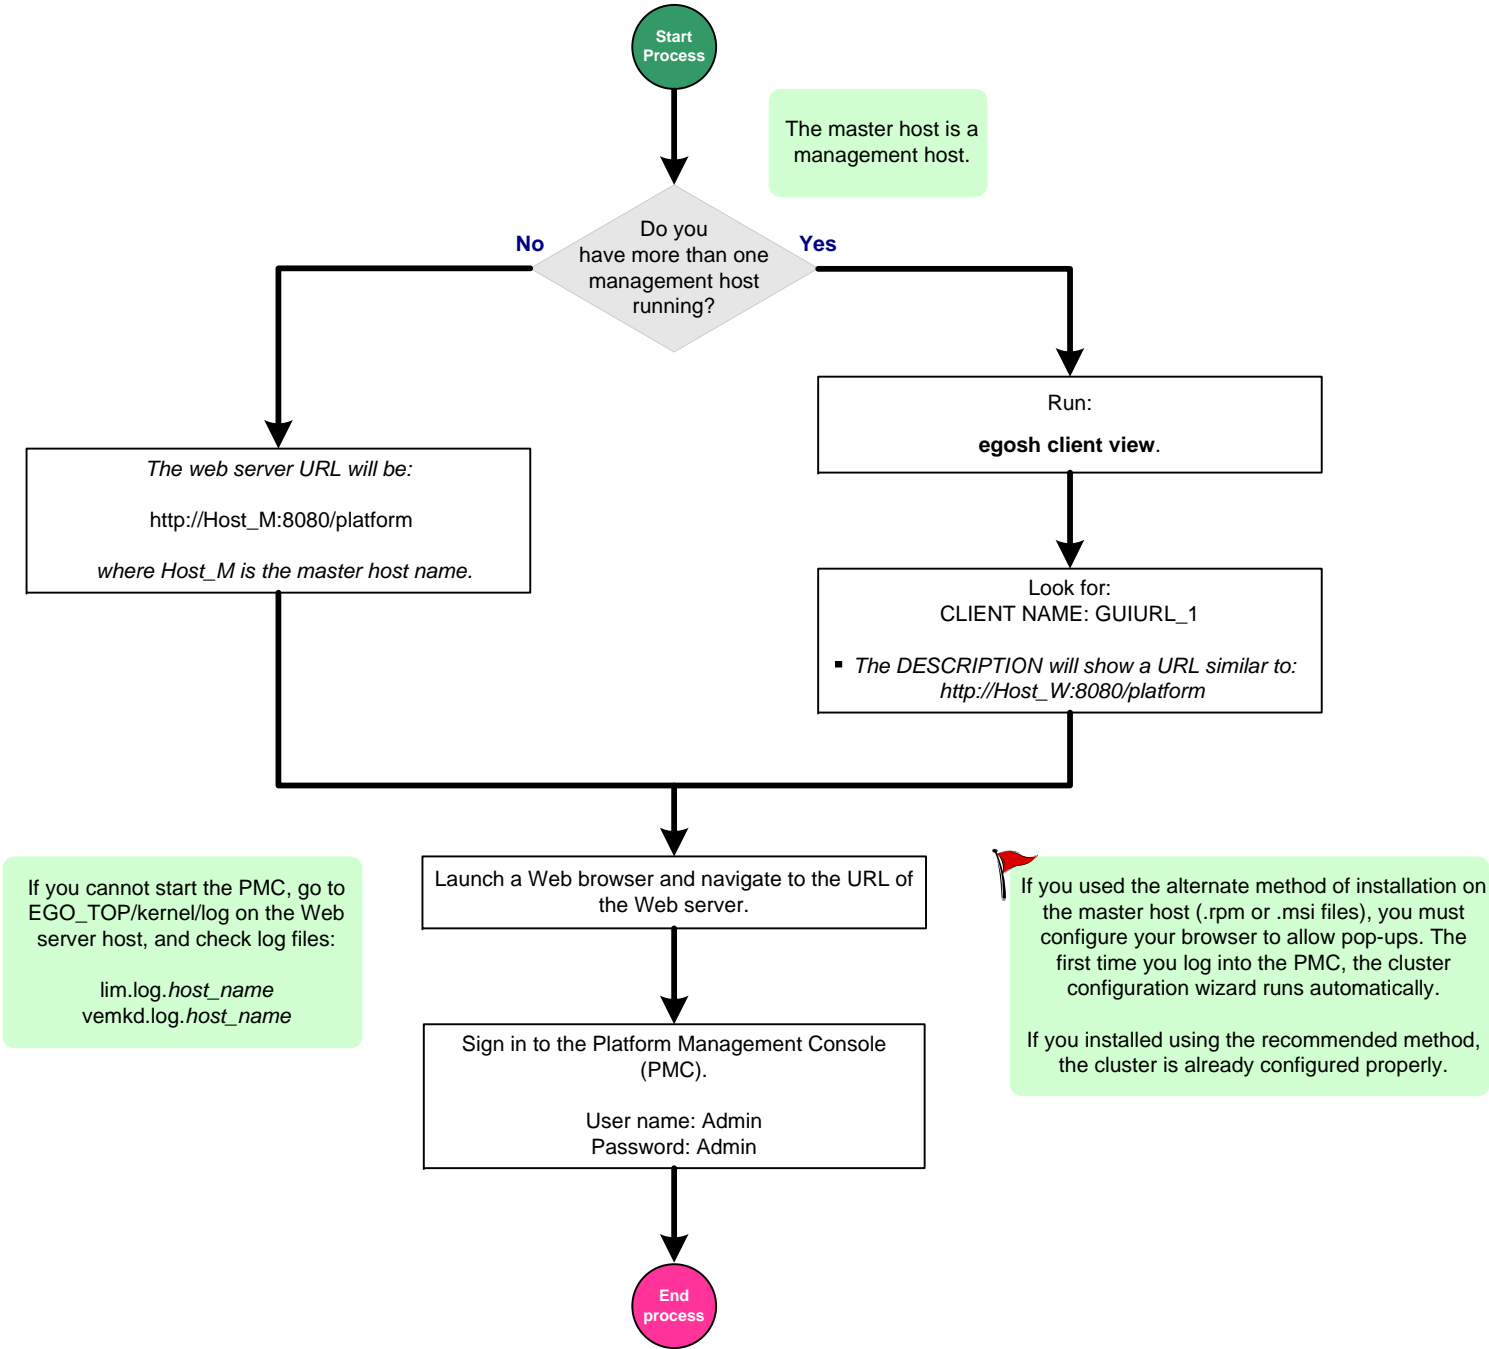 Start
Process
The master host is a
management host.
Do you
have more than one
management host
running?
No
Yes
Run:
egosh client view.
The web server URL will be:
http://Host_M:8080/platform
where Host_M is the master host name.
Look for:
CLIENT NAME: GUIURL_1
▪ The DESCRIPTION will show a URL similar to:
http://Host_W:8080/platform
Launch a Web browser and navigate to the URL of
the Web server.
If you cannot start the PMC, go to
EGO_TOP/kernel/log on the Web
server host, and check log files:
lim.log.host_name
vemkd.log.host_name
If you used the alternate method of installation on
the master host (.rpm or .msi files), you must
configure your browser to allow pop-ups. The
first time you log into the PMC, the cluster
configuration wizard runs automatically.
If you installed using the recommended method,
the cluster is already configured properly.
Sign in to the Platform Management Console
(PMC).
User name: Admin
Password: Admin
End
process